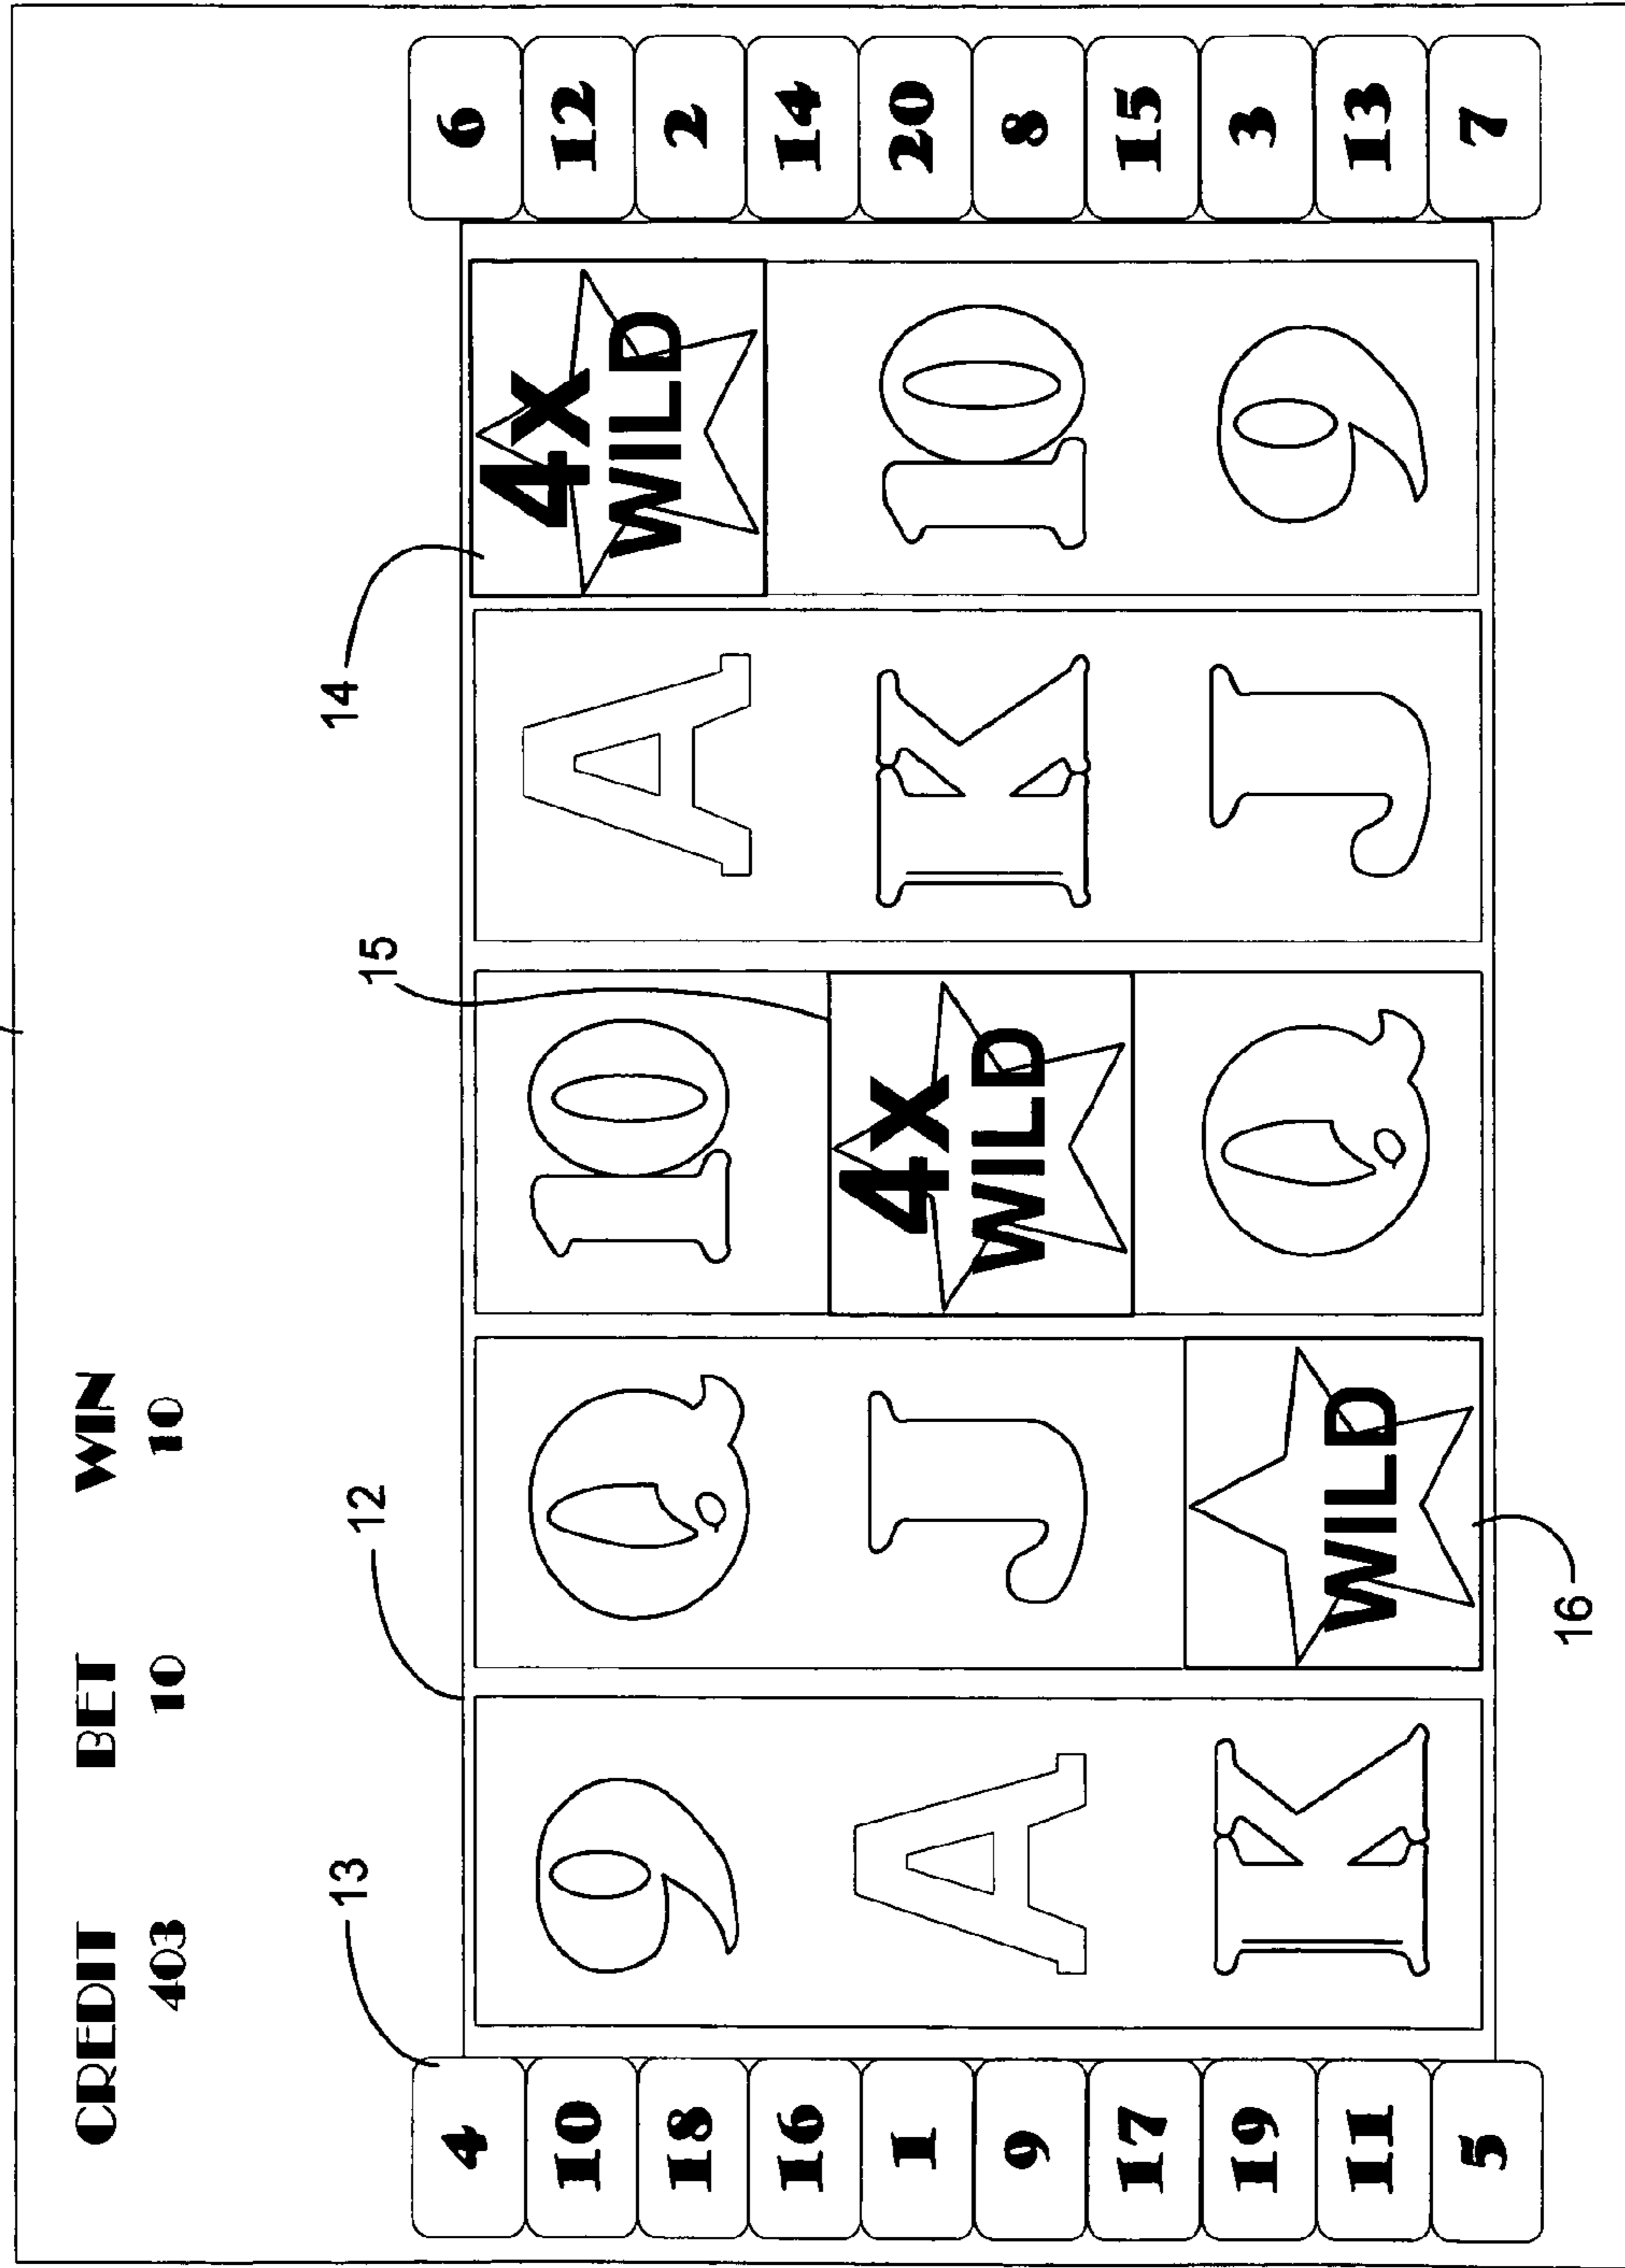 CREDIT BET WIN
403 10 10
13 12 15 14
4 6
10 12
18 2
16 14
1 20
9 8
17 15
19 3
11 13
5 7
9 Q 10 A 4X WILD
A J 4X WILD K 10
K WILD Q J 9
16